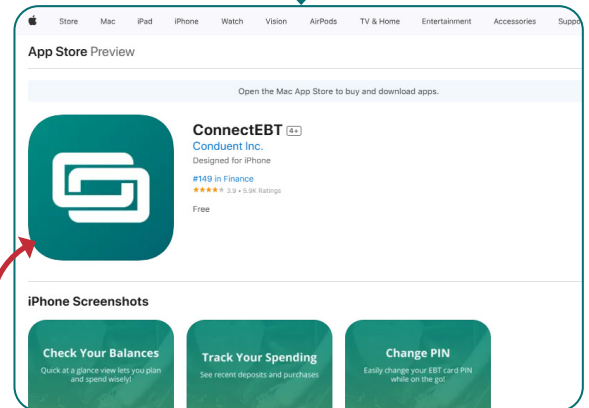 Store Mac iPad iPhone Watch Vision AirPods TV & Home Entertainment Accessories Suppo
App Store Preview
Open the Mac App Store to buy and download apps.
ConnectEBT 4+
Conduent Inc.
Designed for iPhone
#149 in Finance
★★★★★ 3.9 • 5.9K Ratings
Free
iPhone Screenshots
Check Your Balances
Quick at a glance view lets you plan
and spend wisely!
Track Your Spending
See recent deposits and purchases
Change PIN
Easily change your EBT card PIN
while on the go!